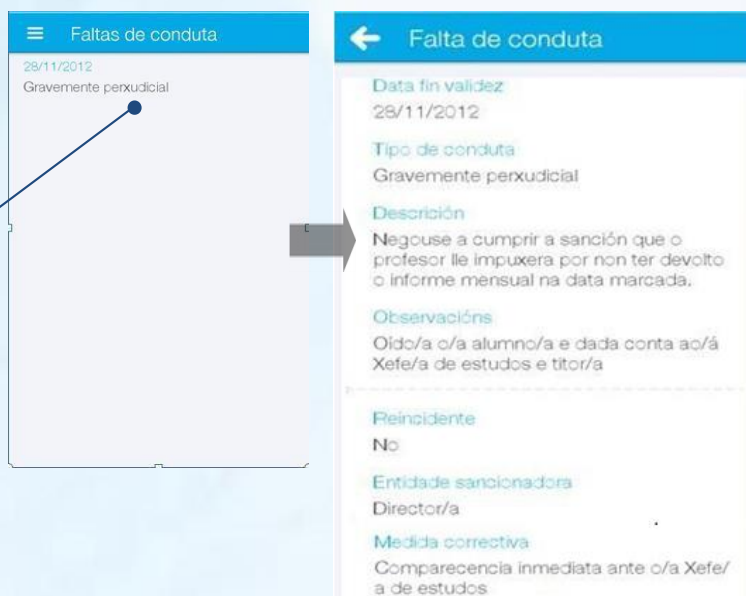 Faltas de conduta
28/11/2012
Gravemente perxudicial
Falta de conduta
Data fin validez
28/11/2012
Tipo de conduta
Gravemente perxudicial
Descrición
Negouse a cumprir a sanción que o
profesor lle impuxera por non ter devolto
o informe mensual na data marcada.
Observacións
Oído/a o/a alumno/a e dada conta ao/á
Xefe/a de estudos e titor/a
Reincidente
No
Entidade sancionadora
Director/a
Medida correctiva
Comparecencia inmediata ante o/a Xefe/
a de estudos